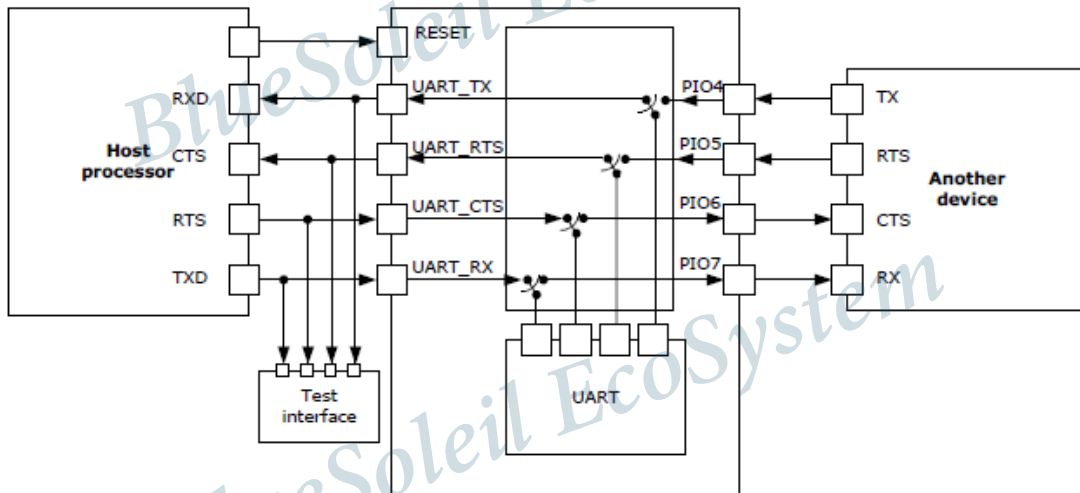 BlueSoleil EcoSystem
RESET
RXD
UART_TX
PIO4
TX
Host
processor
CTS
UART_RTS
PIO5
RTS
Another
device
RTS
UART_CTS
PIO6
CTS
TXD
UART_RX
PIO7
RX
Test
interface
UART
BlueSoleil EcoSystem